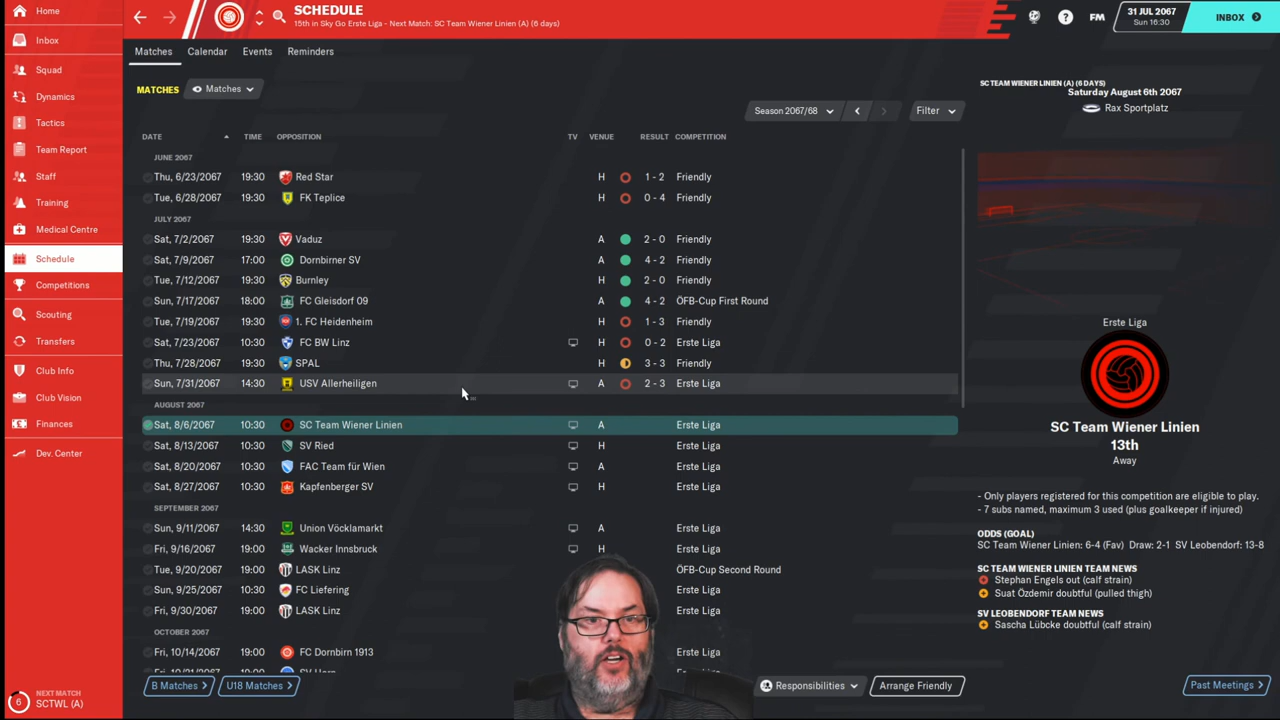 Home
Inbox
Squad
Dynamics
Tactics
Team Report
Staff
Training
Medical Centre
Schedule
Competitions
Scouting
Transfers
Club Info
Club Vision
Finances
Dev. Center
6
NEXT MATCH
SCTWL (A)
SCHEDULE
15th in Sky Go Erste Liga - Next Match: SC Team Wiener Linien (A) (6 days)
FM
31 JUL 2067
Sun 16:30
INBOX
Matches Calendar Events Reminders
MATCHES Matches
Season 2067/68 Filter
DATE TIME OPPOSITION TV VENUE RESULT COMPETITION
JUNE 2067
Thu, 6/23/2067 19:30 Red Star H 1 - 2 Friendly
Tue, 6/28/2067 19:30 FK Teplice H 0 - 4 Friendly
JULY 2067
Sat, 7/2/2067 19:30 Vaduz A 2 - 0 Friendly
Sat, 7/9/2067 17:00 Dornbirner SV A 4 - 2 Friendly
Tue, 7/12/2067 19:30 Burnley H 2 - 0 Friendly
Sun, 7/17/2067 18:00 FC Gleisdorf 09 A 4 - 2 ÖFB-Cup First Round
Tue, 7/19/2067 19:30 1. FC Heidenheim H 1 - 3 Friendly
Sat, 7/23/2067 10:30 FC BW Linz H 0 - 2 Erste Liga
Thu, 7/28/2067 19:30 SPAL H 3 - 3 Friendly
Sun, 7/31/2067 14:30 USV Allerheiligen A 2 - 3 Erste Liga
AUGUST 2067
Sat, 8/6/2067 10:30 SC Team Wiener Linien A Erste Liga
Sat, 8/13/2067 10:30 SV Ried H Erste Liga
Sat, 8/20/2067 10:30 FAC Team für Wien A Erste Liga
Sat, 8/27/2067 10:30 Kapfenberger SV H Erste Liga
SEPTEMBER 2067
Sun, 9/11/2067 14:30 Union Vöcklamarkt A Erste Liga
Fri, 9/16/2067 19:00 Wacker Innsbruck H Erste Liga
Tue, 9/20/2067 19:00 LASK Linz ÖFB-Cup Second Round
Sun, 9/25/2067 10:30 FC Liefering Erste Liga
Fri, 9/30/2067 19:00 LASK Linz Erste Liga
OCTOBER 2067
Fri, 10/14/2067 19:00 FC Dornbirn 1913 Erste Liga
Fri, 10/21/2067 19:00 SV Horn
B Matches U18 Matches Responsibilities Arrange Friendly Past Meetings
SC TEAM WIENER LINIEN (A) (6 DAYS)
Saturday August 6th 2067
Rax Sportplatz
Erste Liga
SC Team Wiener Linien
13th
Away
- Only players registered for this competition are eligible to play.
- 7 subs named, maximum 3 used (plus goalkeeper if injured)
ODDS (GOAL)
SC Team Wiener Linien: 6-4 (Fav) Draw: 2-1 SV Leobendorf: 13-8
SC TEAM WIENER LINIEN TEAM NEWS
Stephan Engels out (calf strain)
Suat Özdemir doubtful (pulled thigh)
SV LEOBENDORF TEAM NEWS
Sascha Lübcke doubtful (calf strain)